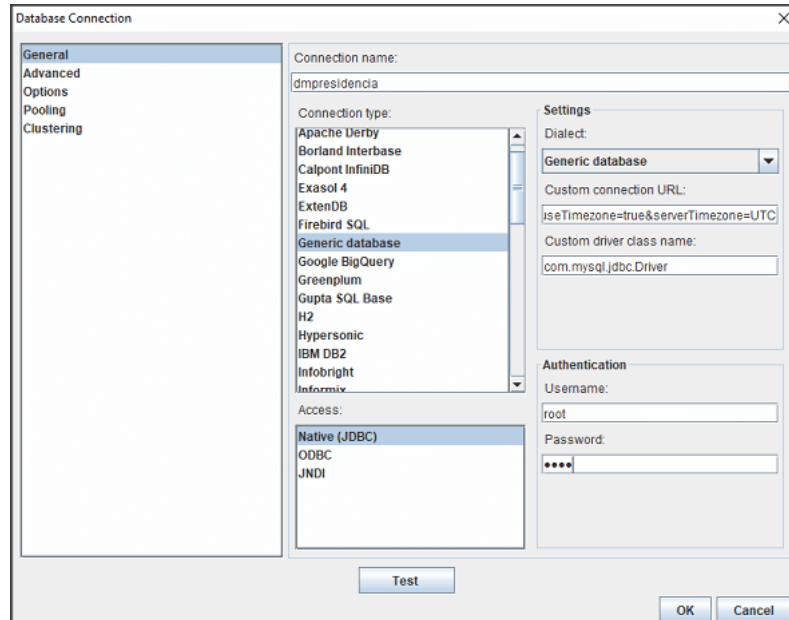 Database Connection
General
Advanced
Options
Pooling
Clustering
Connection name:
dmpresidencia
Connection type:
Apache Derby
Borland Interbase
Calpont InfiniDB
Exasol 4
ExtenDB
Firebird SQL
Generic database
Google BigQuery
Greenplum
Gupta SQL Base
H2
Hypersonic
IBM DB2
Infobright
Informix
Access:
Native (JDBC)
ODBC
JNDI
Settings
Dialect:
Generic database
Custom connection URL:
useTimezone=true&serverTimezone=UTC
Custom driver class name:
com.mysql.jdbc.Driver
Authentication
Username:
root
Password:
••••
Test
OK
Cancel